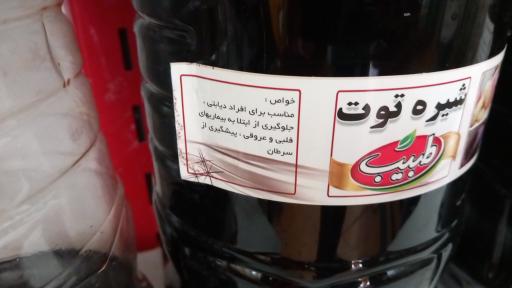 شیره توت
طبیب
خواص :
مناسب برای افراد دیابتی ،
جلوگیری از ابتلا به بیماریهای
قلبی و عروقی ، پیشگیری از
سرطان